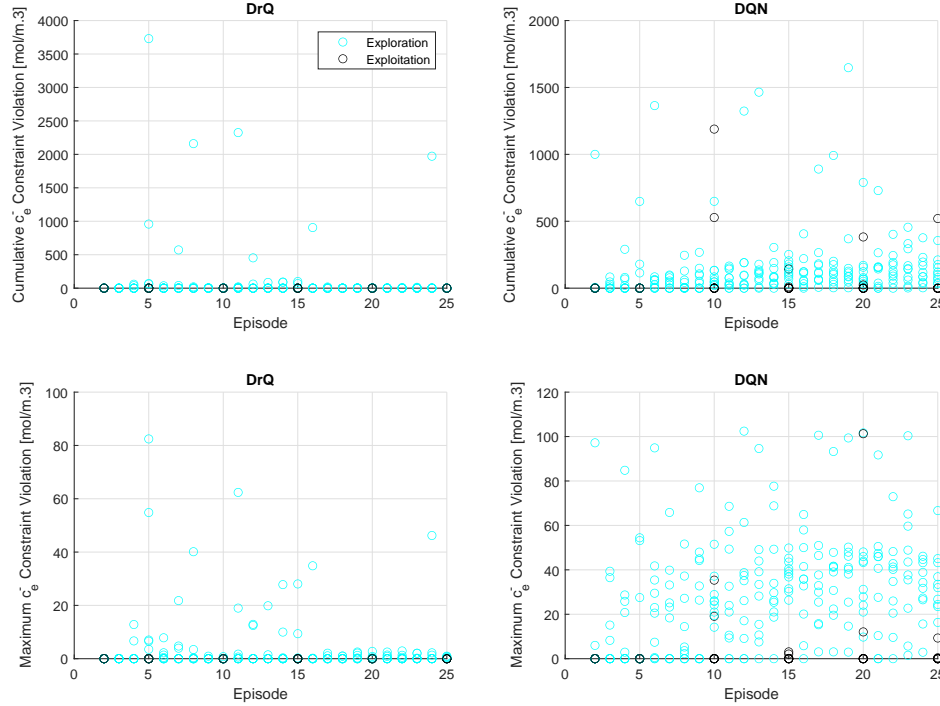 DrQ
4000
3500
3000
2500
2000
1500
1000
500
0
0 5 10 15 20 25
Episode
Cumulative c̄e Constraint Violation [mol/m.3]
Exploration
Exploitation
DQN
2000
1500
1000
500
0
0 5 10 15 20 25
Episode
Cumulative c̄e Constraint Violation [mol/m.3]
DrQ
100
80
60
40
20
0
0 5 10 15 20 25
Episode
Maximum c̄e Constraint Violation [mol/m.3]
DQN
120
100
80
60
40
20
0
0 5 10 15 20 25
Episode
Maximum c̄e Constraint Violation [mol/m.3]